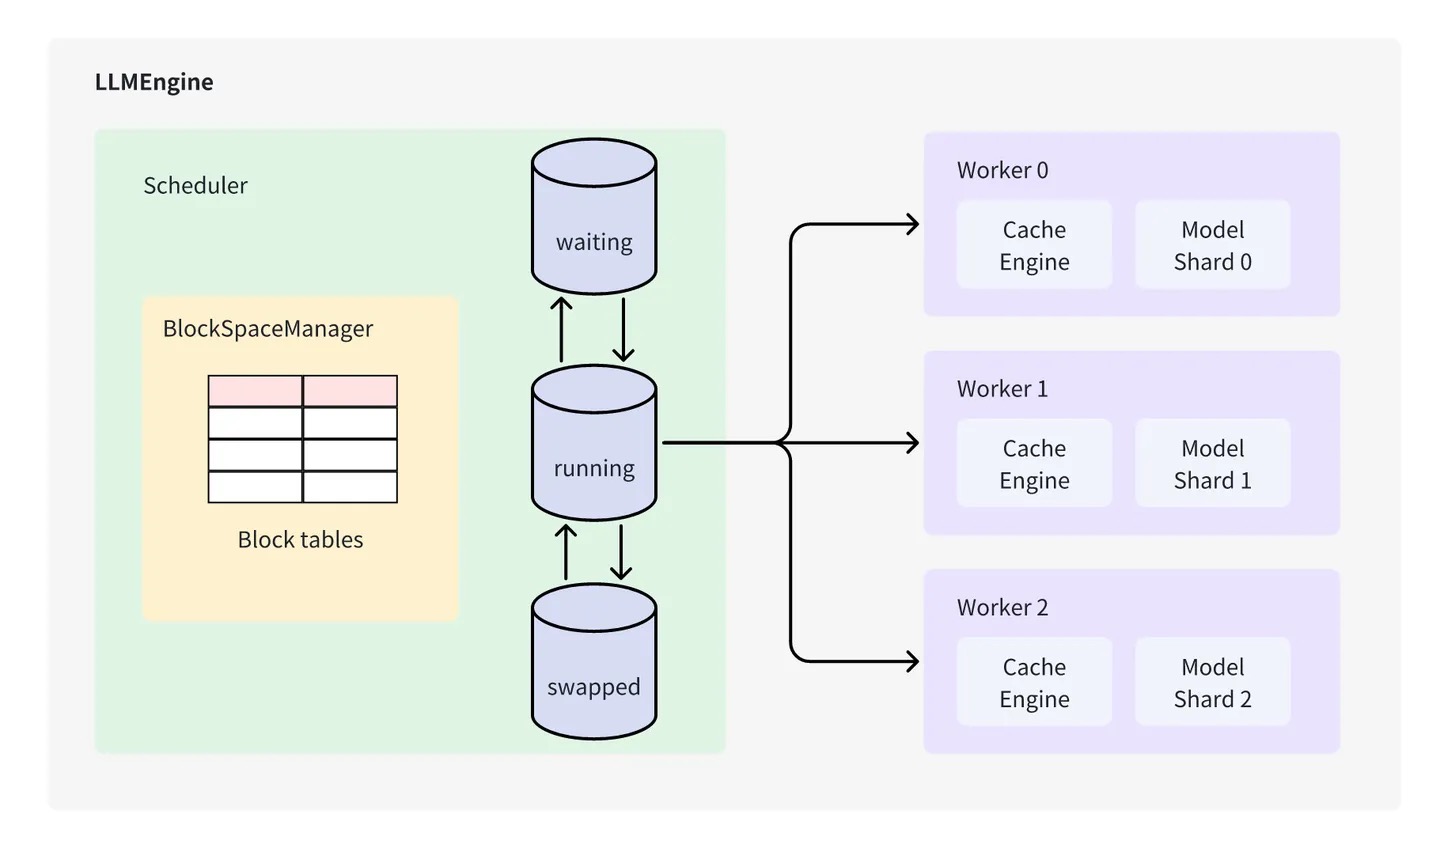 LLMEngine
Scheduler
waiting
BlockSpaceManager
Block tables
running
swapped
Worker 0
Cache
Engine
Model
Shard 0
Worker 1
Cache
Engine
Model
Shard 1
Worker 2
Cache
Engine
Model
Shard 2